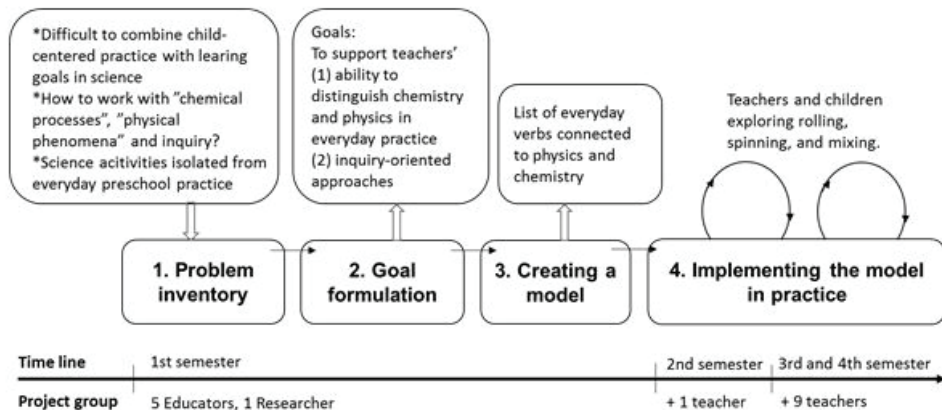 *Difficult to combine child-
centered practice with learing
goals in science
*How to work with ”chemical
processes”, ”physical
phenomena” and inquiry?
*Science acitivities isolated from
everyday preschool practice
Goals:
To support teachers’
(1) ability to
distinguish chemistry
and physics in
everyday practice
(2) inquiry-oriented
approaches
List of everyday
verbs connected
to physics and
chemistry
Teachers and children
exploring rolling,
spinning, and mixing.
1. Problem
inventory
2. Goal
formulation
3. Creating a
model
4. Implementing the model
in practice
Time line
1st semester
2nd semester
3rd and 4th semester
Project group
5 Educators, 1 Researcher
+ 1 teacher
+ 9 teachers